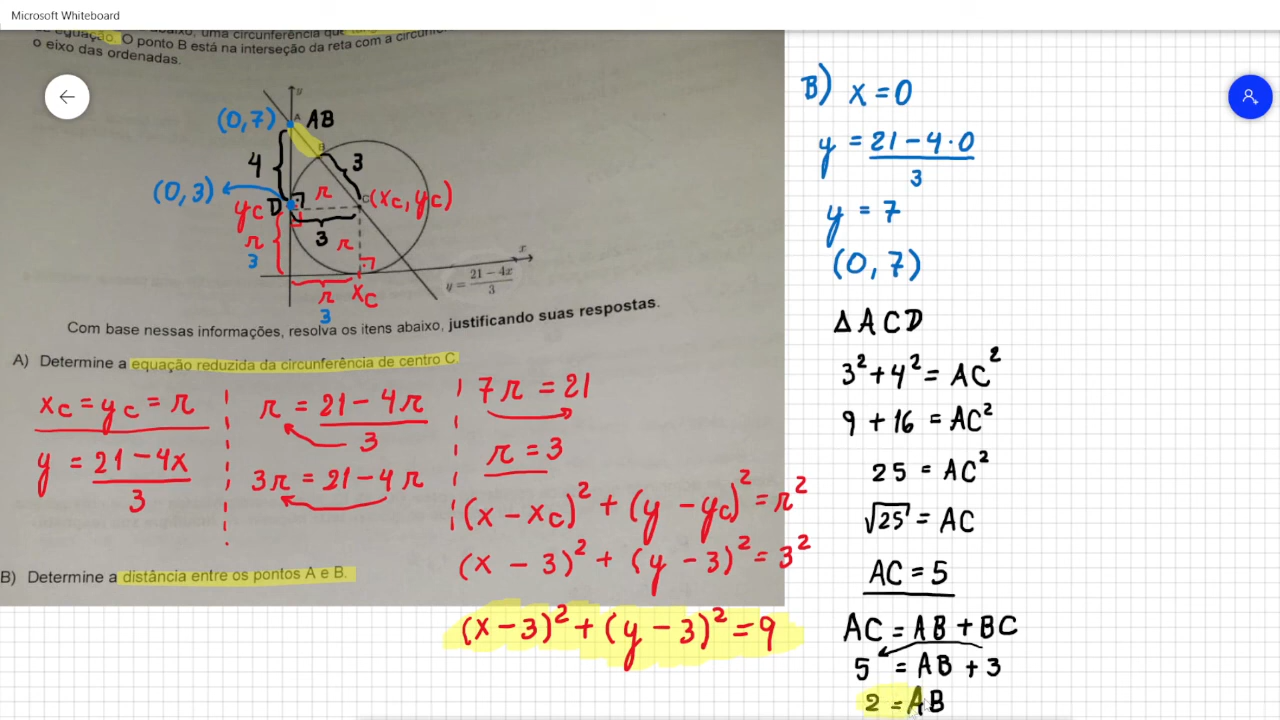 Microsoft Whiteboard
equação. O ponto B está na interseção da reta com a
o eixo das ordenadas.
y
(0,7) A AB
B
4 3
(0,3) r C (xc, yc)
yc D
3 r
r
3
x
y = 21 − 4x / 3
r xc
3
Com base nessas informações, resolva os itens abaixo, justificando suas respostas.
A) Determine a equação reduzida da circunferência de centro C.
xc = yc = r
y = 21 − 4x / 3
r = 21 − 4r / 3
3r = 21 − 4r
7r = 21
r = 3
(x − xc)² + (y − yc)² = r²
(x − 3)² + (y − 3)² = 3²
(x − 3)² + (y − 3)² = 9
B) Determine a distância entre os pontos A e B.
B) x = 0
y = 21 − 4 · 0 / 3
y = 7
(0,7)
Δ ACD
3² + 4² = AC²
9 + 16 = AC²
25 = AC²
√25 = AC
AC = 5
AC = AB + BC
5 = AB + 3
2 = AB